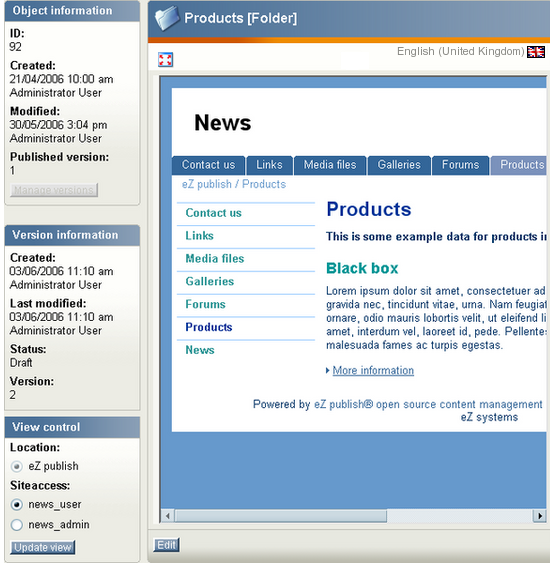 Object information
ID:
92
Created:
21/04/2006 10:00 am
Administrator User
Modified:
30/05/2006 3:04 pm
Administrator User
Published version:
1
Manage versions
Version information
Created:
03/06/2006 11:10 am
Administrator User
Last modified:
03/06/2006 11:10 am
Administrator User
Status:
Draft
Version:
2
View control
Location:
eZ publish
Siteaccess:
news_user
news_admin
Update view
Products [Folder]
English (United Kingdom)
News
Contact us Links Media files Galleries Forums Products
eZ publish / Products
Contact us
Links
Media files
Galleries
Forums
Products
News
Products
This is some example data for products
Black box
Lorem ipsum dolor sit amet, consectetuer ad
gravida nec, tincidunt vitae, urna. Nam feugiat
ornare, odio mauris lobortis velit, ut eleifend li
amet, interdum vel, laoreet id, pede. Pellentes
malesuada fames ac turpis egestas.
More information
Powered by eZ publish® open source content management
eZ systems
Edit